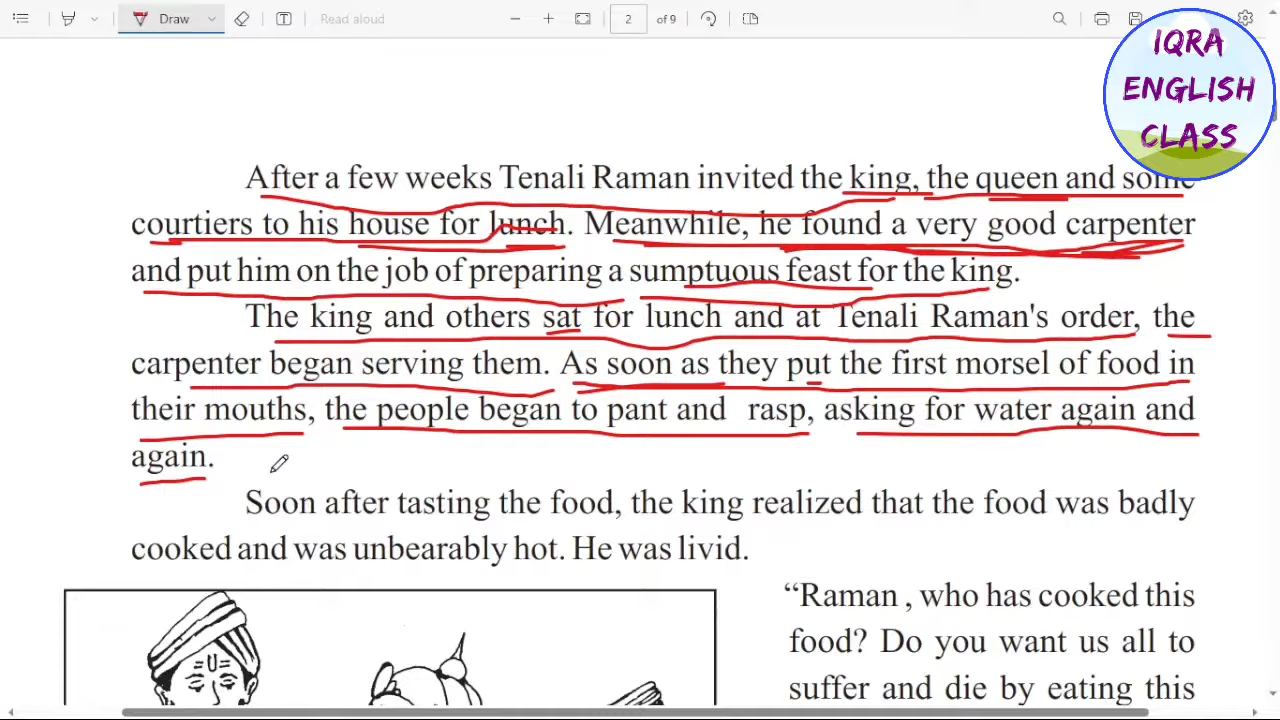 Draw
Read aloud
2 of 9
IQRA
ENGLISH
CLASS
After a few weeks Tenali Raman invited the king, the queen and some
courtiers to his house for lunch. Meanwhile, he found a very good carpenter
and put him on the job of preparing a sumptuous feast for the king.
The king and others sat for lunch and at Tenali Raman's order, the
carpenter began serving them. As soon as they put the first morsel of food in
their mouths, the people began to pant and rasp, asking for water again and
again.
Soon after tasting the food, the king realized that the food was badly
cooked and was unbearably hot. He was livid.
“Raman , who has cooked this
food? Do you want us all to
suffer and die by eating this